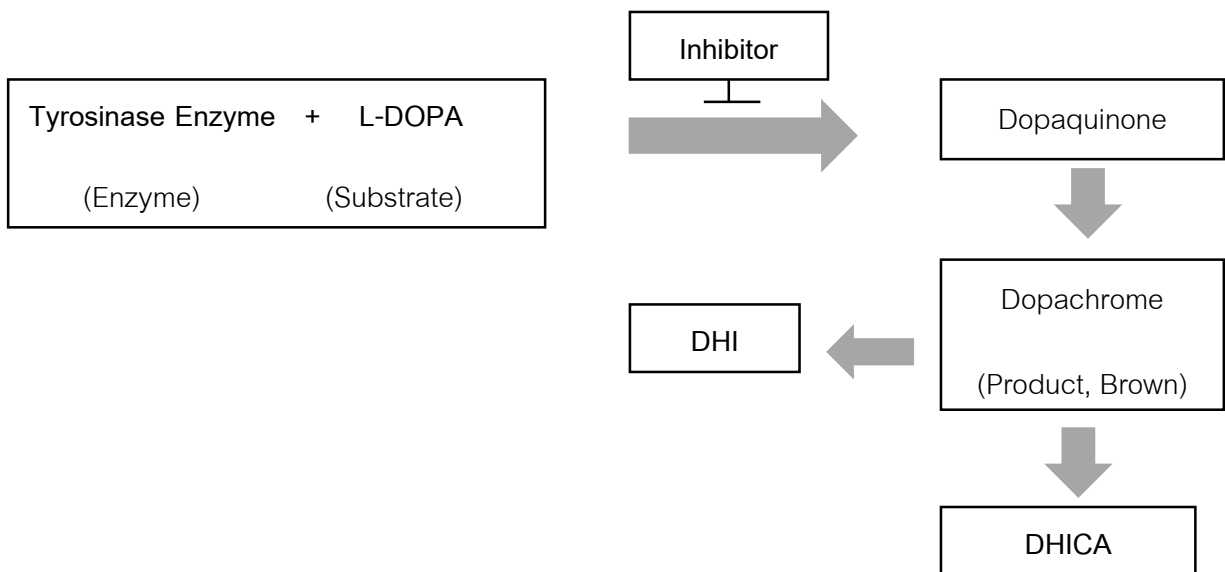 Inhibitor
Tyrosinase Enzyme + L-DOPA
(Enzyme) (Substrate)
Dopaquinone
Dopachrome
(Product, Brown)
DHI
DHICA